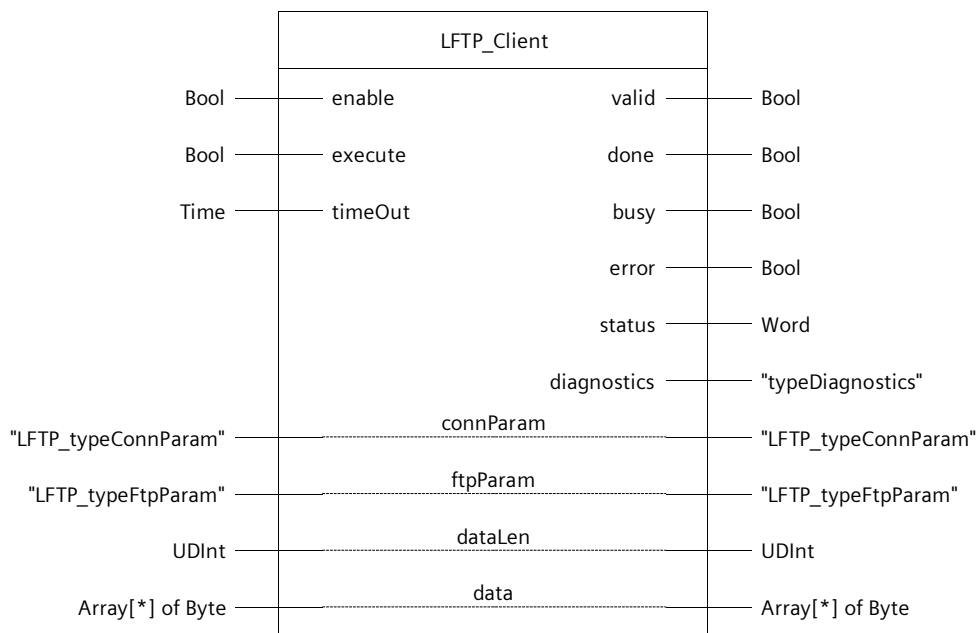 LFTP_Client
Bool enable valid Bool
Bool execute done Bool
Time timeOut busy Bool
error Bool
status Word
diagnostics "typeDiagnostics"
"LFTP_typeConnParam" connParam "LFTP_typeConnParam"
"LFTP_typeFtpParam" ftpParam "LFTP_typeFtpParam"
UDInt dataLen UDInt
Array[*] of Byte data Array[*] of Byte